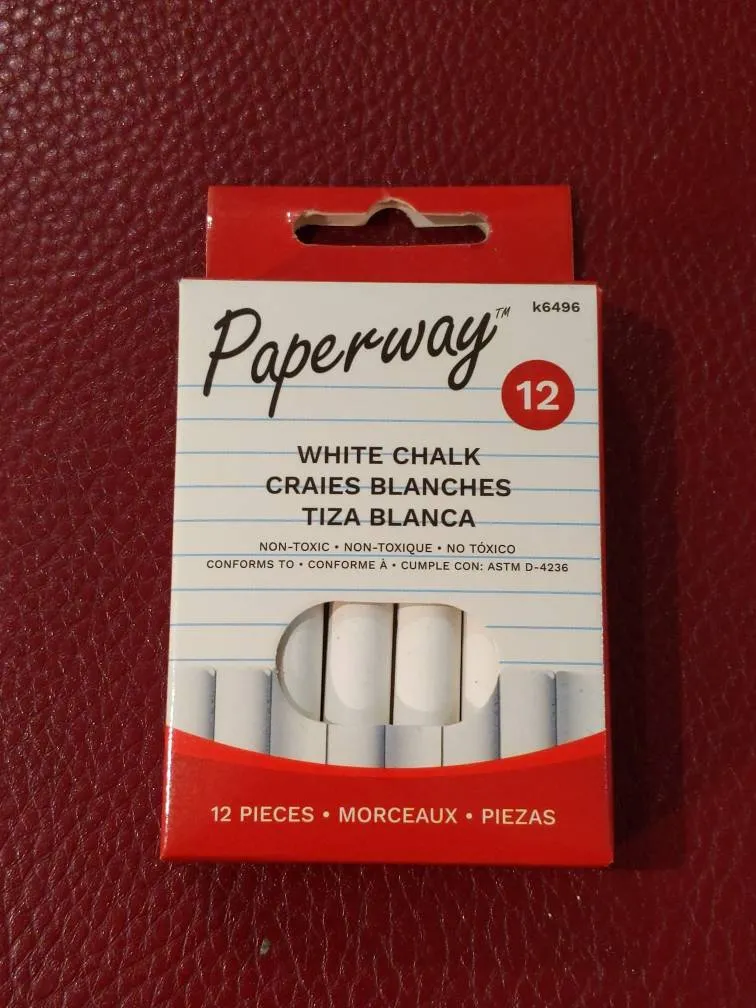 Paperway™
k6496
12
WHITE CHALK
CRAIES BLANCHES
TIZA BLANCA
NON-TOXIC • NON-TOXIQUE • NO TÓXICO
CONFORMS TO • CONFORME À • CUMPLE CON: ASTM D-4236
12 PIECES • MORCEAUX • PIEZAS